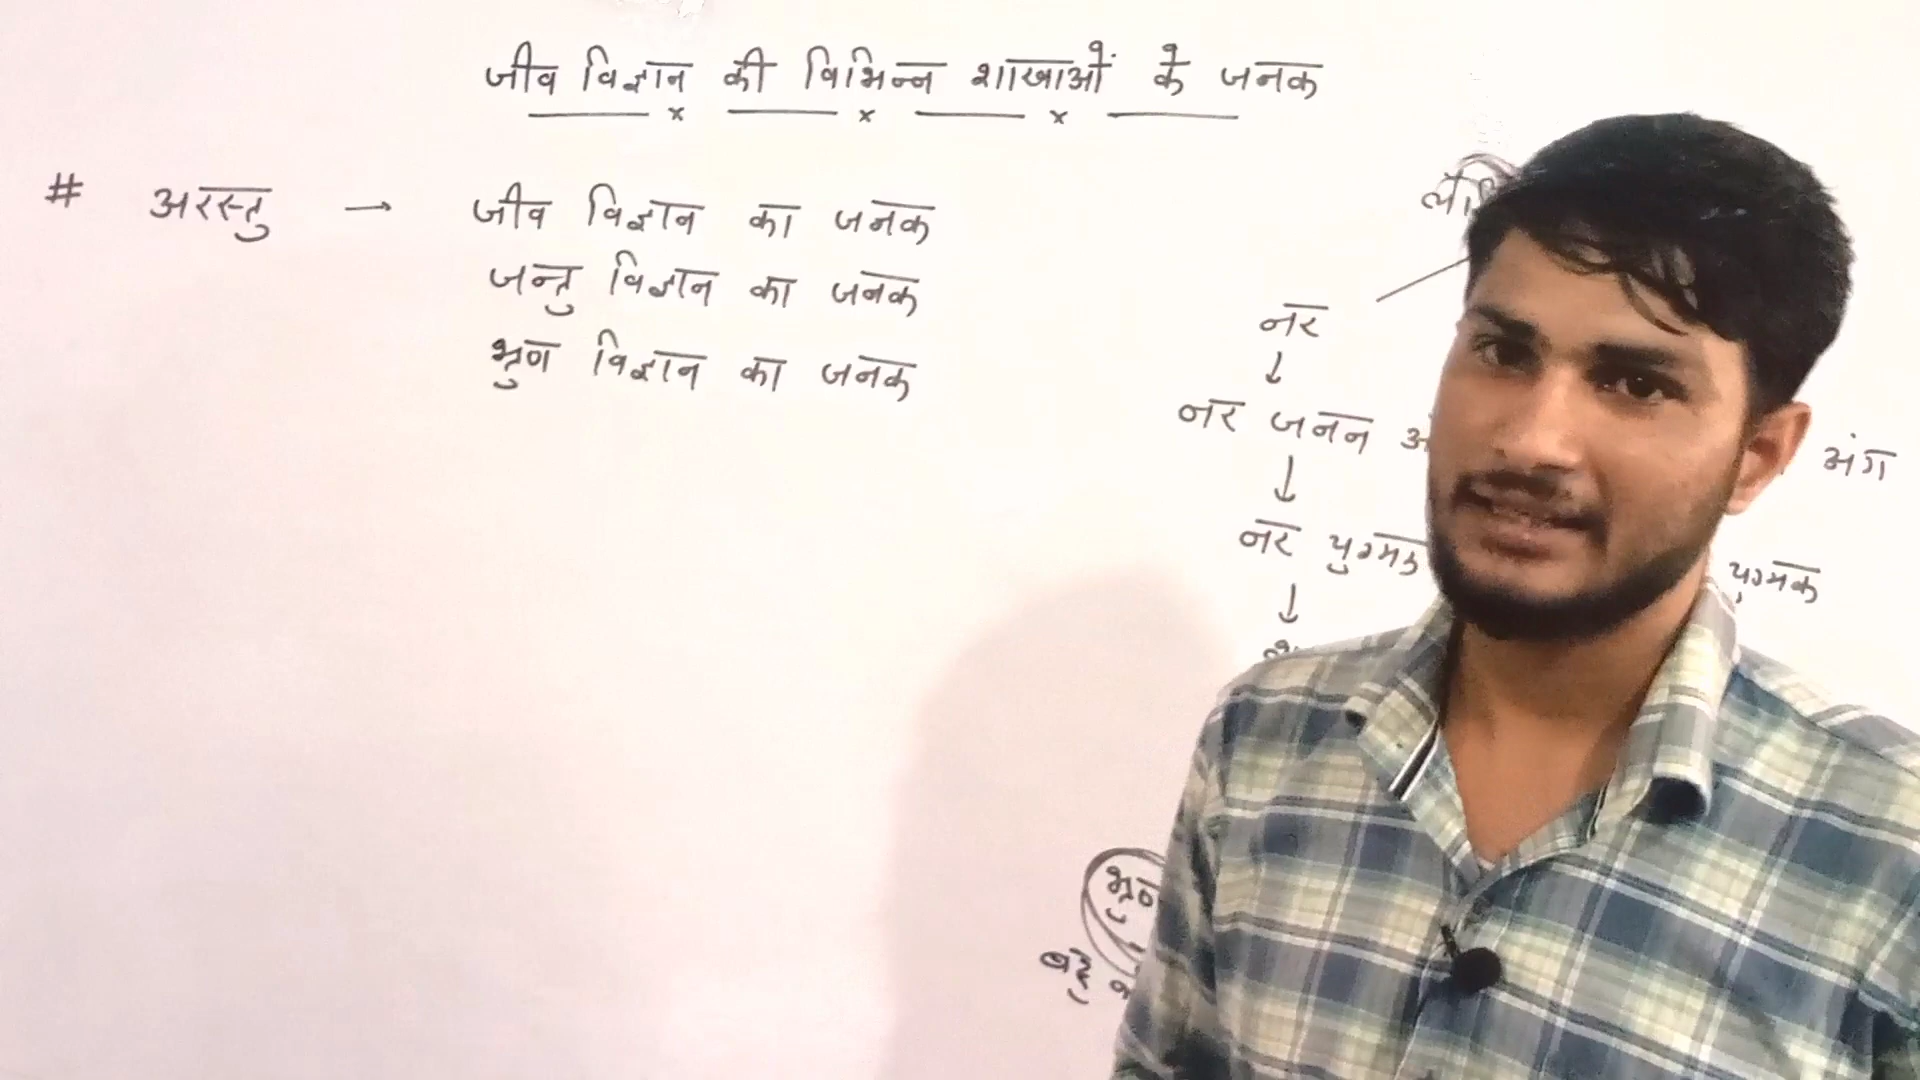 जीव विज्ञान की विभिन्न शाखाओं के जनक
# अरस्तु → जीव विज्ञान का जनक
जन्तु विज्ञान का जनक
भ्रुण विज्ञान का जनक
नर
↓
नर जनन अंग
↓
नर युग्मक युग्मक
↓
भ्रुण